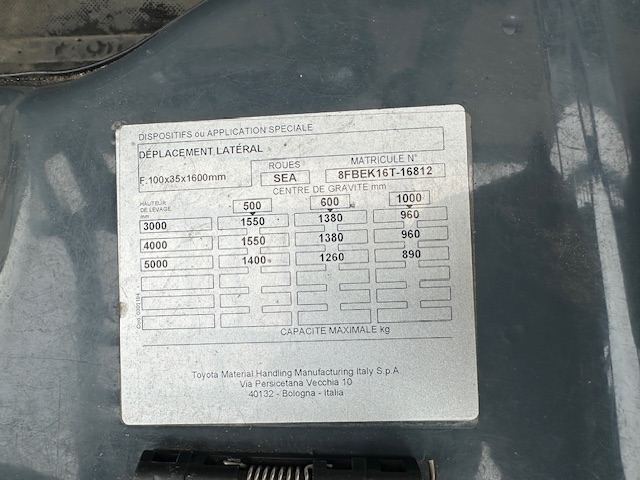 DISPOSITIFS ou APPLICATION SPECIALE
DÉPLACEMENT LATÉRAL
F.100x35x1600mm
ROUES
SEA
MATRICULE N°
8FBEK16T-16812
CENTRE DE GRAVITE mm
HAUTEUR
DE LEVAGE
mm
500 600 1000
3000 1550 1380 960
4000 1550 1380 960
5000 1400 1260 890
CAPACITE MAXIMALE kg
Toyota Material Handling Manufacturing Italy S.p.A
Via Persicetana Vecchia 10
40132 - Bologna - Italia